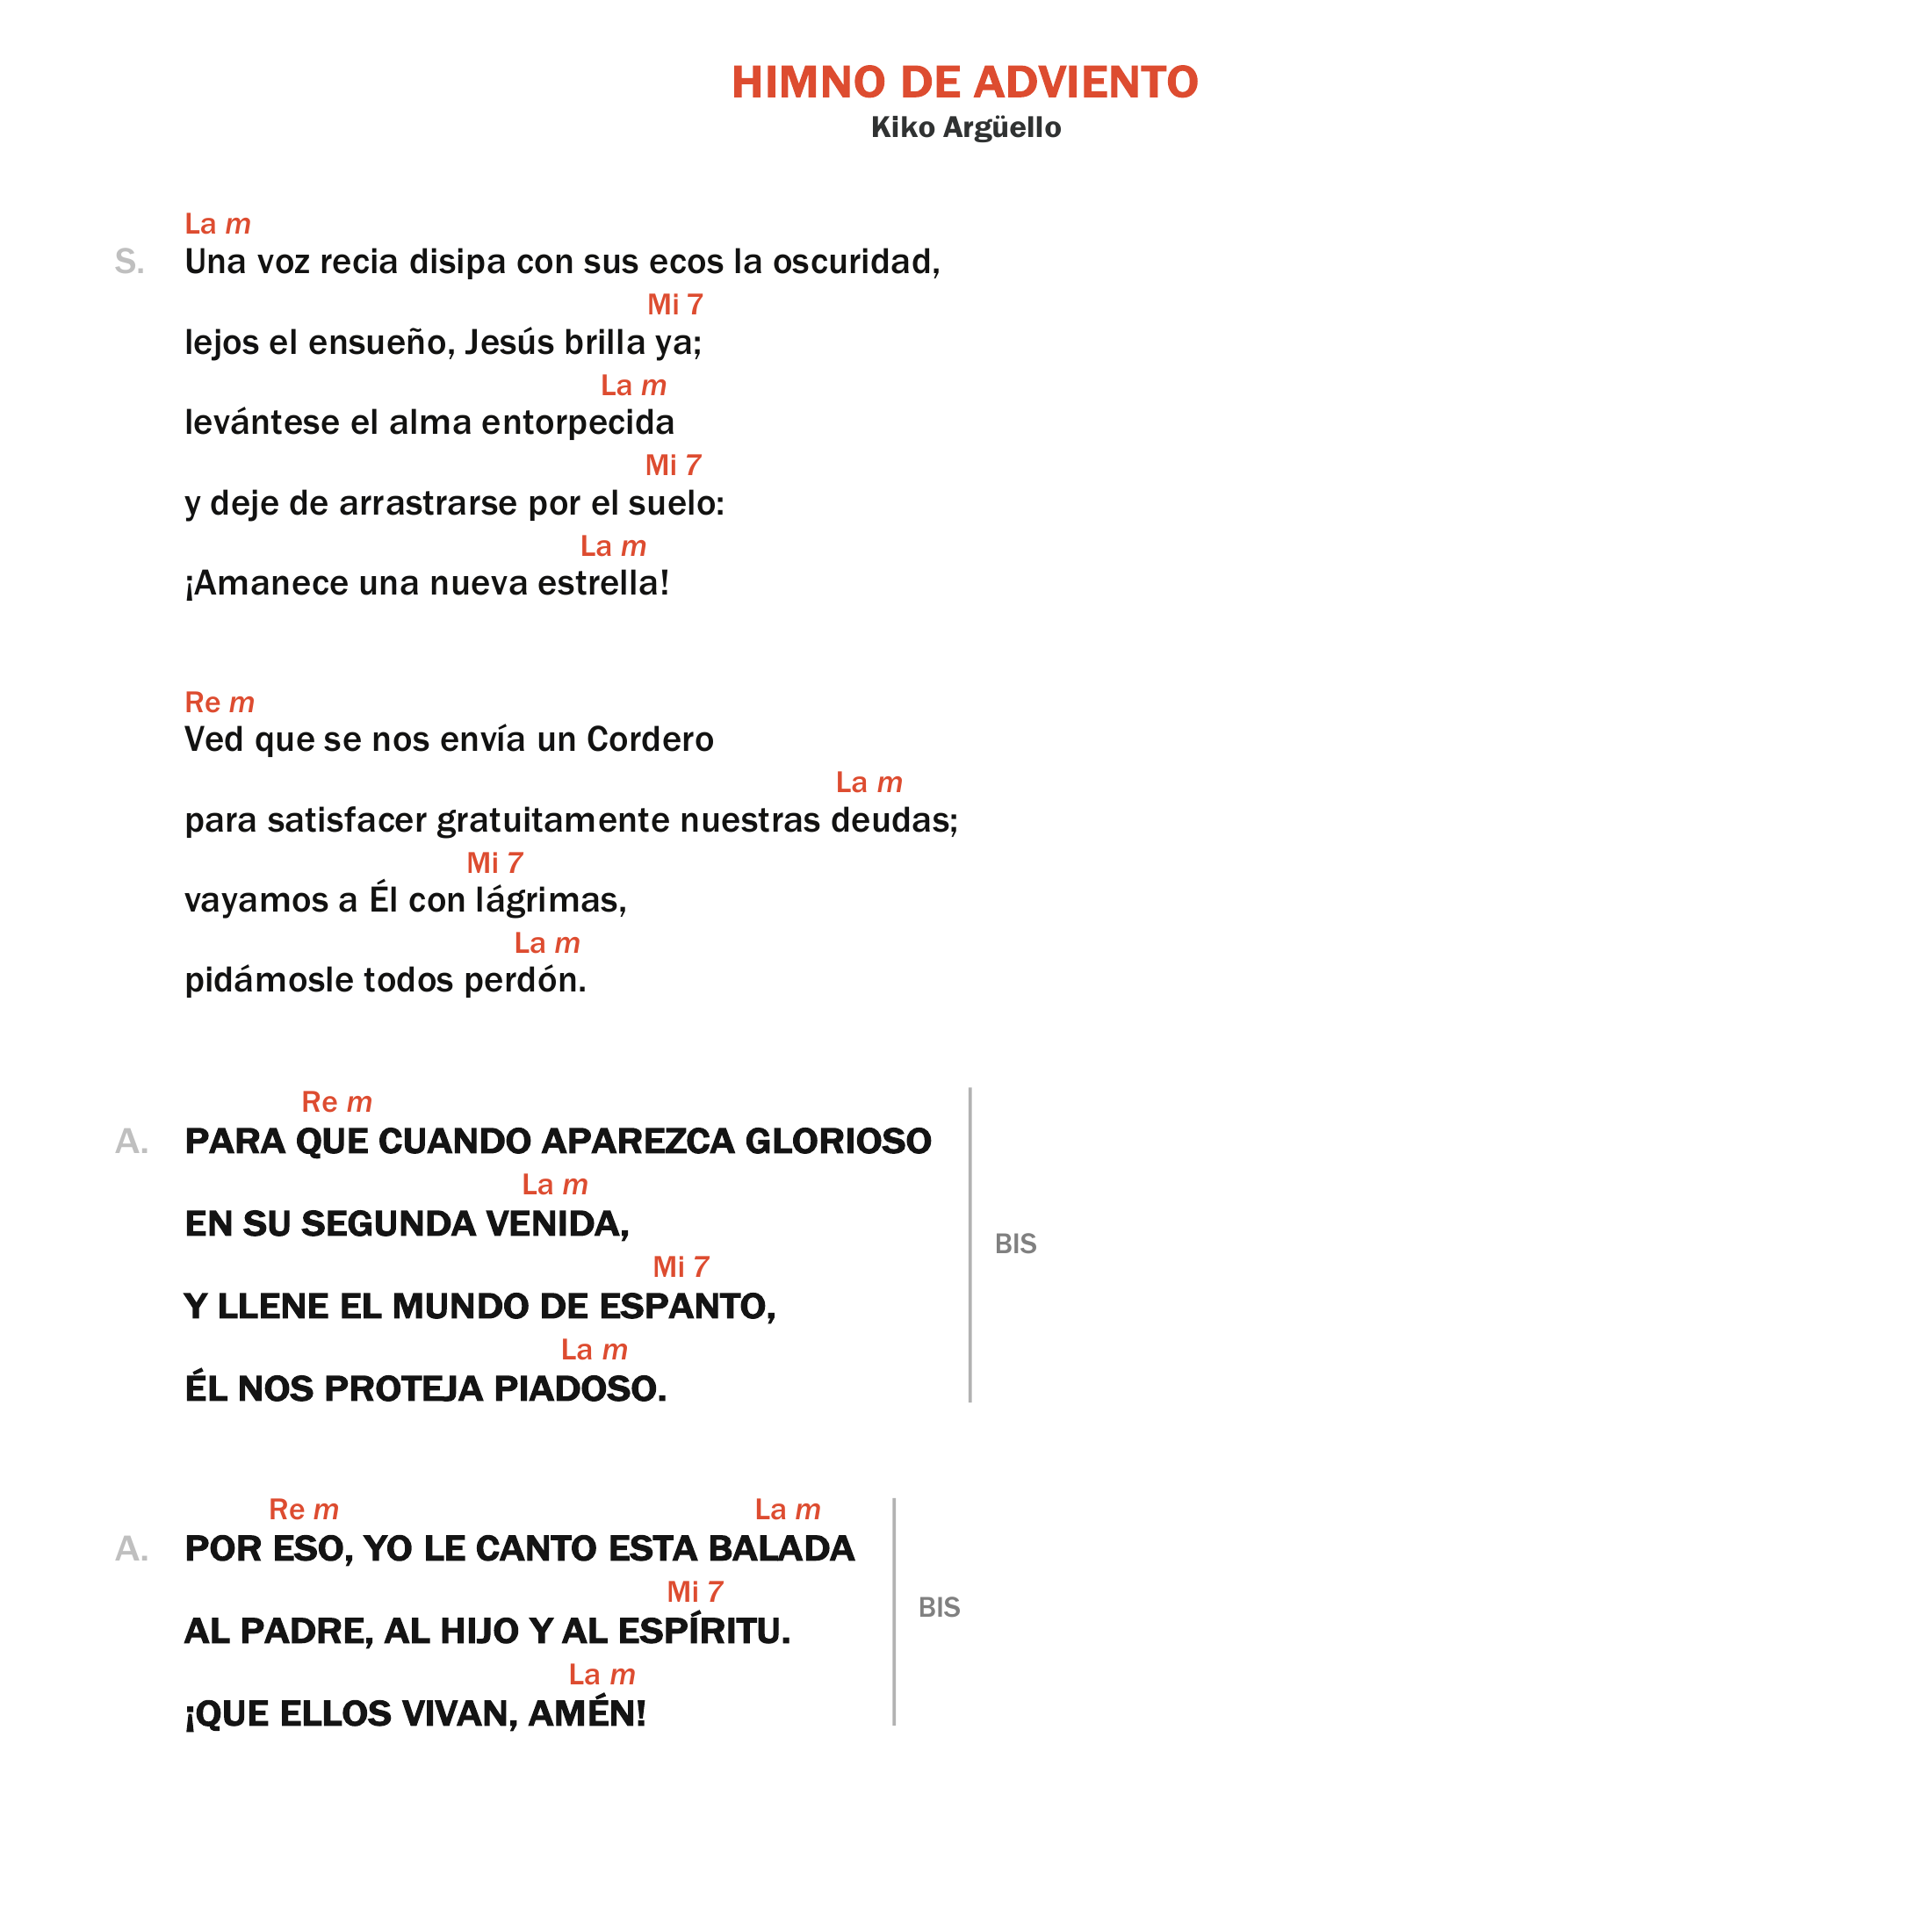 HIMNO DE ADVIENTO
Kiko Argüello
La m
S. Una voz recia disipa con sus ecos la oscuridad,
Mi 7
lejos el ensueño, Jesús brilla ya;
La m
levántese el alma entorpecida
Mi 7
y deje de arrastrarse por el suelo:
La m
¡Amanece una nueva estrella!
Re m
Ved que se nos envía un Cordero
La m
para satisfacer gratuitamente nuestras deudas;
Mi 7
vayamos a Él con lágrimas,
La m
pidámosle todos perdón.
Re m
A. PARA QUE CUANDO APAREZCA GLORIOSO
La m
EN SU SEGUNDA VENIDA,
BIS
Mi 7
Y LLENE EL MUNDO DE ESPANTO,
La m
ÉL NOS PROTEJA PIADOSO.
Re m La m
A. POR ESO, YO LE CANTO ESTA BALADA
Mi 7
AL PADRE, AL HIJO Y AL ESPÍRITU.
BIS
La m
¡QUE ELLOS VIVAN, AMÉN!